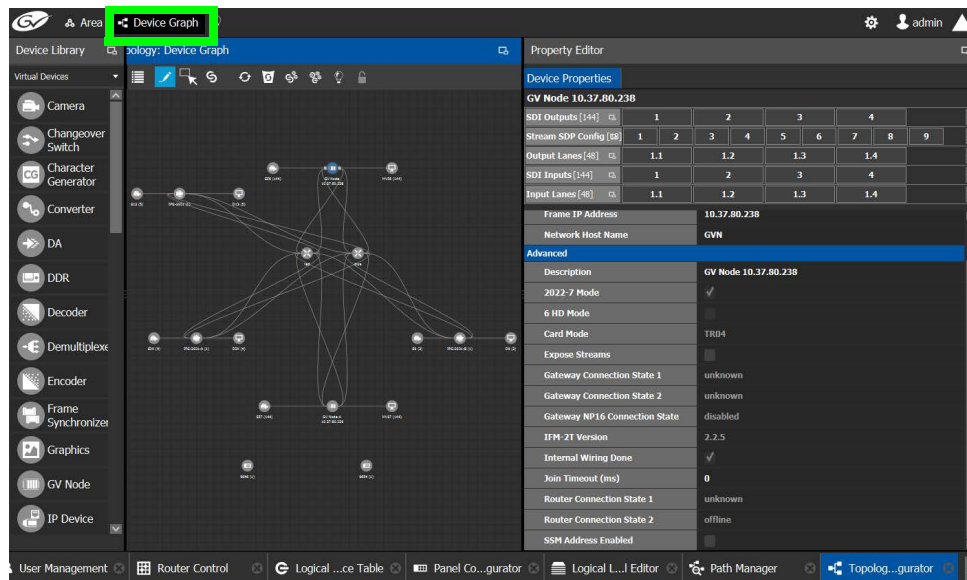 GV
Area
Device Graph
admin
Device Library
pology: Device Graph
Property Editor
Virtual Devices
Camera
Changeover
Switch
CG
Character
Generator
Converter
DA
DDR
Decoder
Demultiplexe
Encoder
Frame
Synchronizer
Graphics
GV Node
IP Device
GV Node
10.37.80.238
Device Properties
GV Node 10.37.80.238
SDI Outputs [144] 1 2 3 4
Stream SDP Config [18] 1 2 3 4 5 6 7 8 9
Output Lanes [48] 1.1 1.2 1.3 1.4
SDI Inputs [144] 1 2 3 4
Input Lanes [48] 1.1 1.2 1.3 1.4
Frame IP Address 10.37.80.238
Network Host Name GVN
Advanced
Description GV Node 10.37.80.238
2022-7 Mode
6 HD Mode
Card Mode TR04
Expose Streams
Gateway Connection State 1 unknown
Gateway Connection State 2 unknown
Gateway NP16 Connection State disabled
IFM-2T Version 2.2.5
Internal Wiring Done
Join Timeout (ms) 0
Router Connection State 1 unknown
Router Connection State 2 offline
SSM Address Enabled
User Management
Router Control
Logical ...ce Table
Panel Co...gurator
Logical L...l Editor
Path Manager
Topolog...gurator